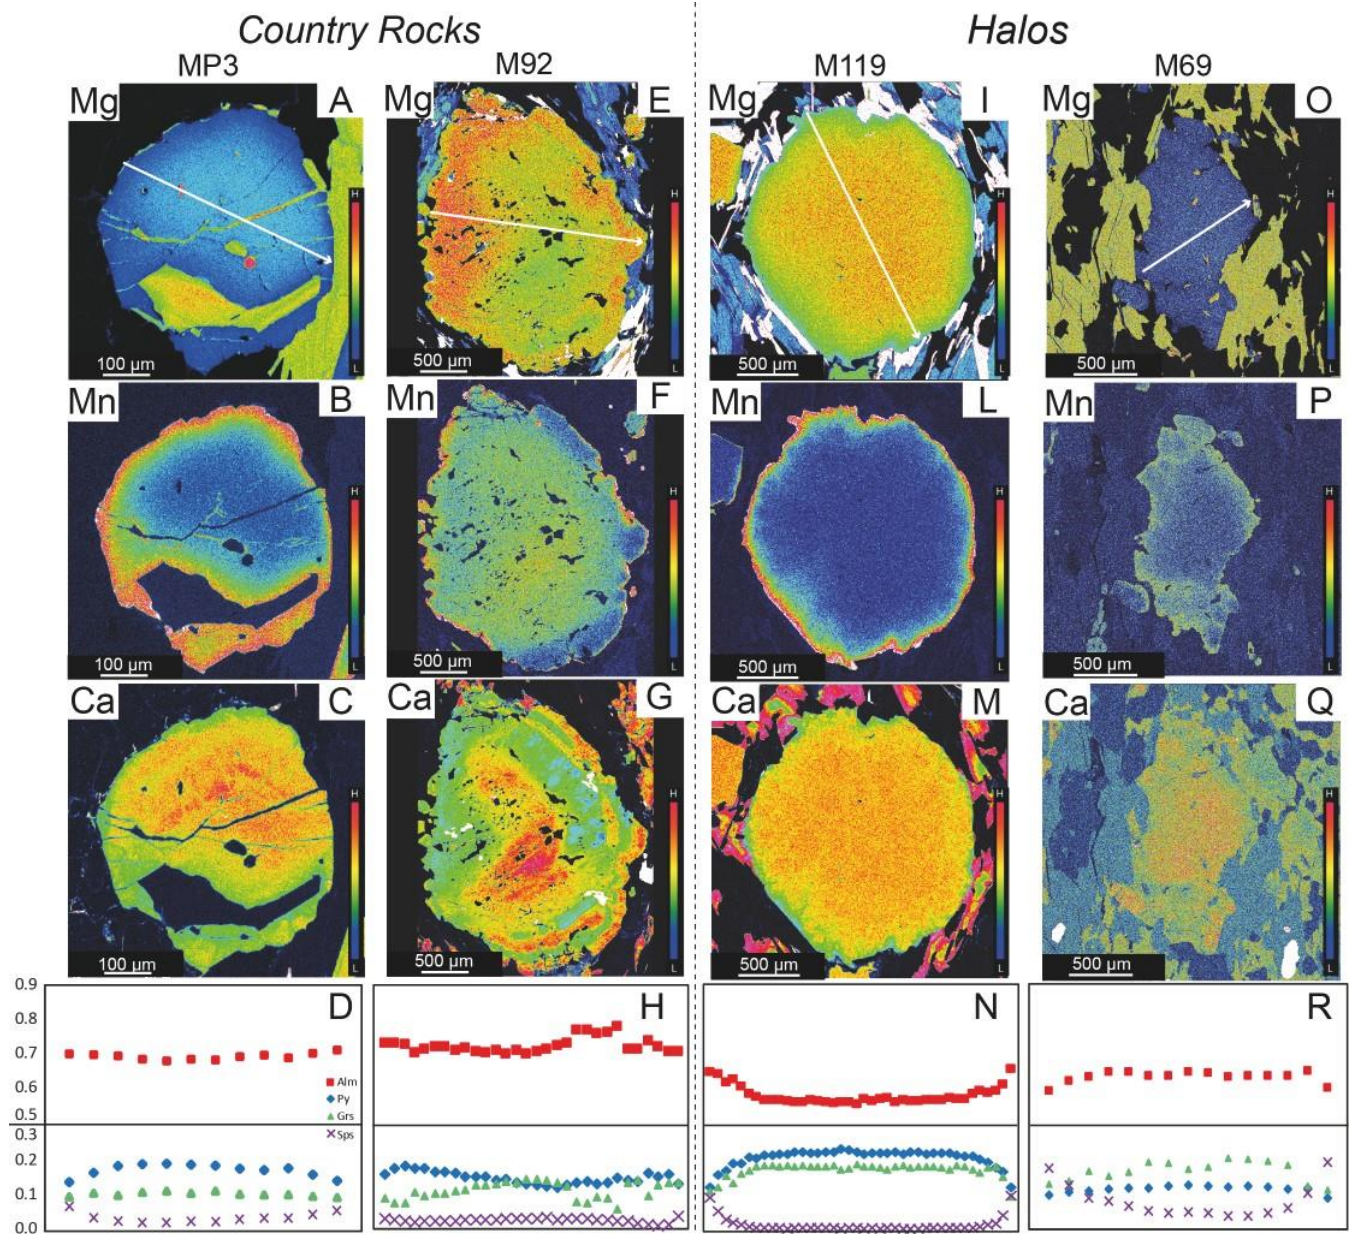 Country Rocks Halos
MP3 M92 M119 M69
Mg A Mg E Mg I Mg O
H H H H
L L L L
100 µm 500 µm 500 µm 500 µm
Mn B Mn F Mn L Mn P
H H H H
L L L L
100 µm 500 µm 500 µm 500 µm
Ca C Ca G Ca M Ca Q
H H H H
L L L L
100 µm 500 µm 500 µm 500 µm
0.9 D H N R
0.8
0.7
0.6
0.5
Alm
Py
Grs
Sps
0.3
0.2
0.1
0.0